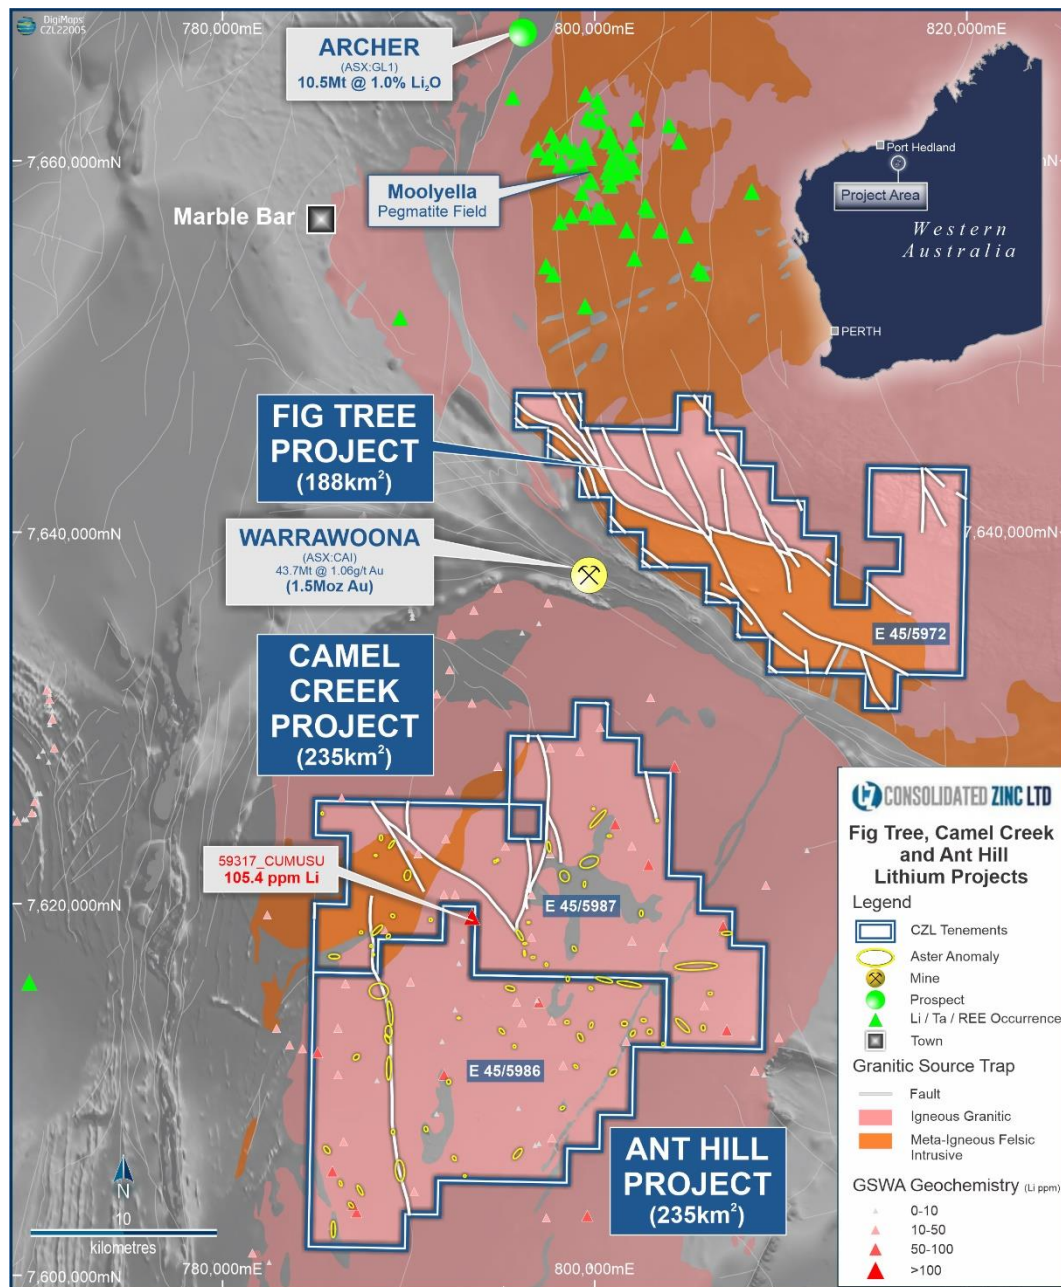 DigiMaps
CZL22005
780,000mE
800,000mE
820,000mE
ARCHER
(ASX:GL1)
10.5Mt @ 1.0% Li₂O
7,660,000mN
Port Hedland
Project Area
Moolyella
Pegmatite Field
Marble Bar
Western
Australia
PERTH
FIG TREE
PROJECT
(188km²)
7,640,000mN
7,640,000mN
WARRAWOONA
(ASX:CAI)
43.7Mt @ 1.06g/t Au
(1.5Moz Au)
E 45/5972
CAMEL
CREEK
PROJECT
(235km²)
59317_CUMUSU
105.4 ppm Li
7,620,000mN
E 45/5987
E 45/5986
ANT HILL
PROJECT
(235km²)
N
10
kilometres
780,000mE
800,000mE
7,600,000mN
CONSOLIDATED ZINC LTD
Fig Tree, Camel Creek
and Ant Hill
Lithium Projects
Legend
CZL Tenements
Aster Anomaly
Mine
Prospect
Li / Ta / REE Occurrence
Town
Granitic Source Trap
Fault
Igneous Granitic
Meta-Igneous Felsic
Intrusive
GSWA Geochemistry (Li ppm)
0-10
10-50
50-100
>100